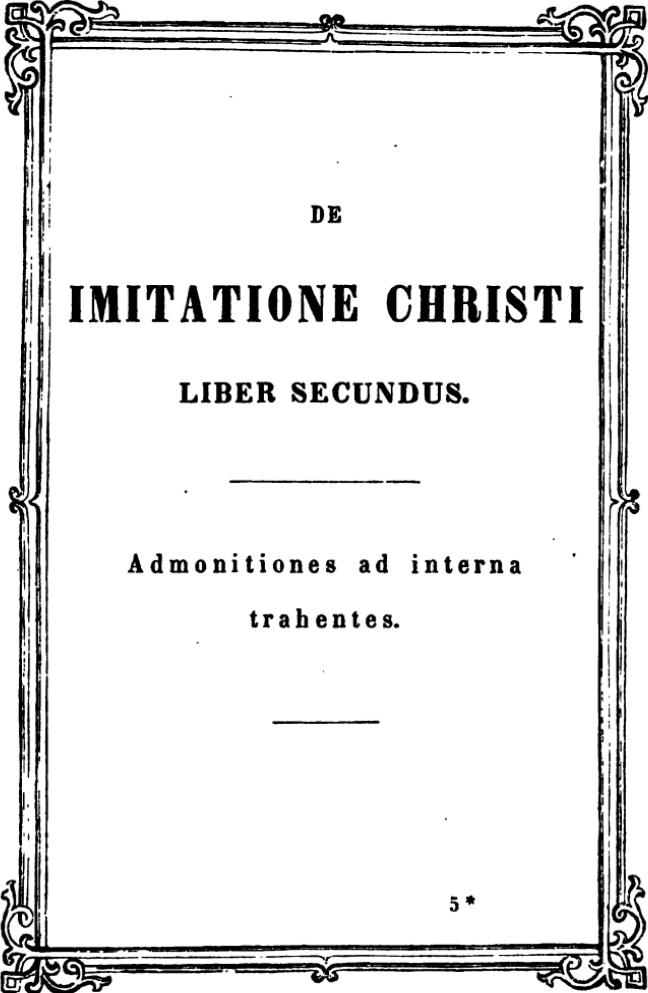 DE
IMITATIONE CHRISTI
LIBER SECUNDUS.
Admonitiones ad interna
trahentes.
5*